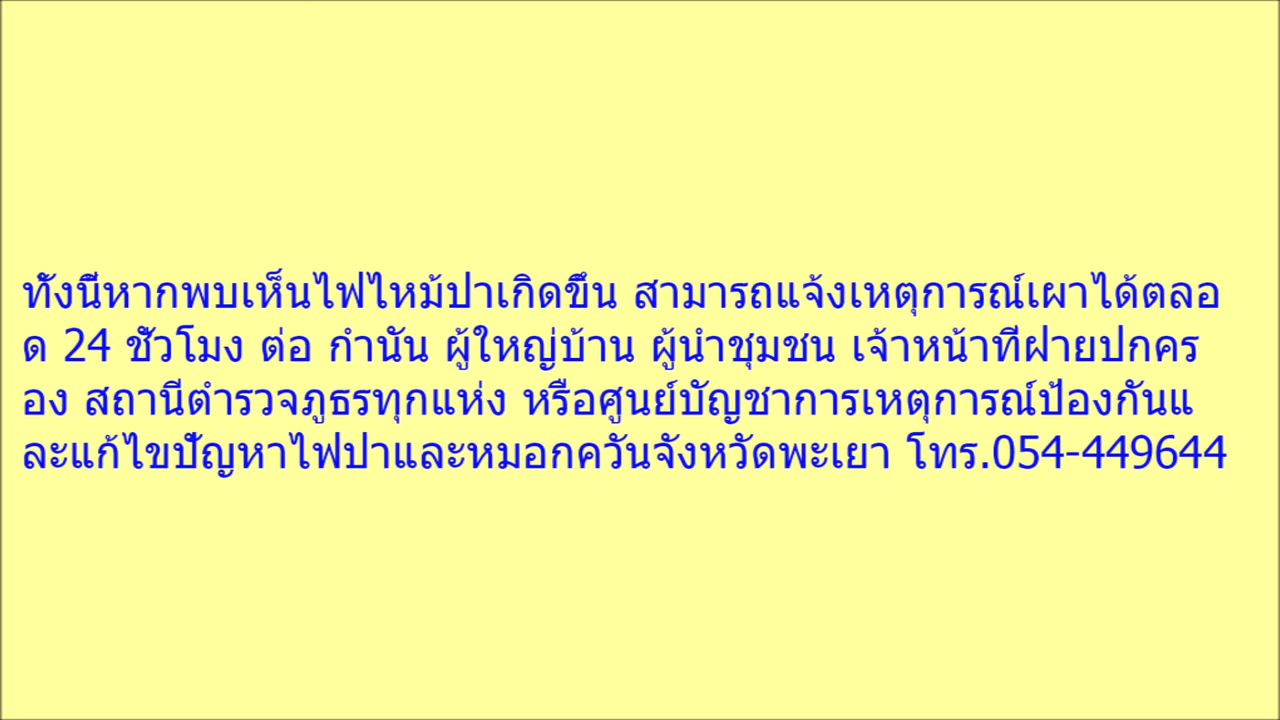 ทั้งนี้หากพบเห็นไฟไหม้ป่าเกิดขึ้น สามารถแจ้งเหตุการณ์เผาได้ตลอ
ด 24 ชั่วโมง ต่อ กำนัน ผู้ใหญ่บ้าน ผู้นำชุมชน เจ้าหน้าที่ฝ่ายปกคร
อง สถานีตำรวจภูธรทุกแห่ง หรือศูนย์บัญชาการเหตุการณ์ป้องกันแ
ละแก้ไขปัญหาไฟป่าและหมอกควันจังหวัดพะเยา โทร.054-449644